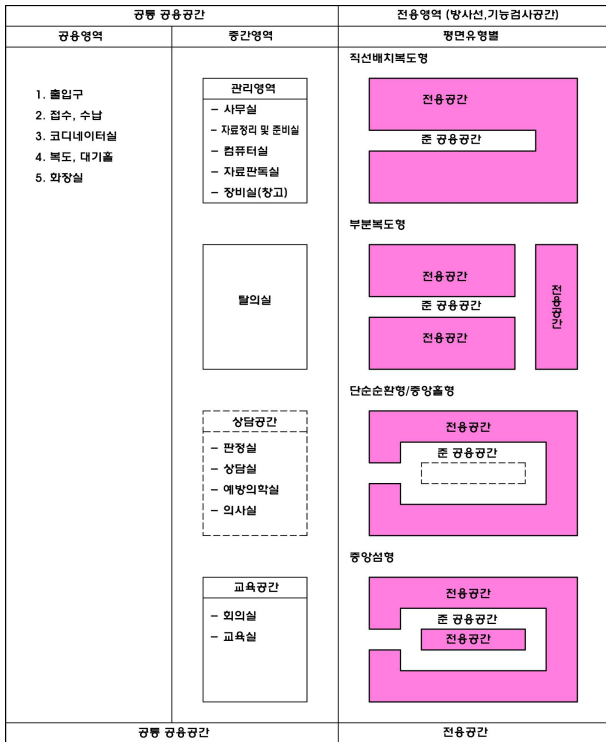 공통 공용공간
전용영역 (방사선,기능검사공간)
공용영역
중간영역
평면유형별
1. 출입구
2. 접수, 수납
3. 코디네이터실
4. 복도, 대기홀
5. 화장실
관리영역
- 사무실
- 자료정리 및 준비실
- 컴퓨터실
- 자료판독실
- 장비실(창고)
탈의실
상담공간
- 판정실
- 상담실
- 예방의학실
- 의사실
교육공간
- 회의실
- 교육실
직선배치복도형
전용공간
준 공용공간
부분복도형
전용공간
준 공용공간
전용공간
전용공간
단순순환형/중앙홀형
전용공간
준 공용공간
중앙섬형
전용공간
준 공용공간
전용공간
공통 공용공간
전용공간